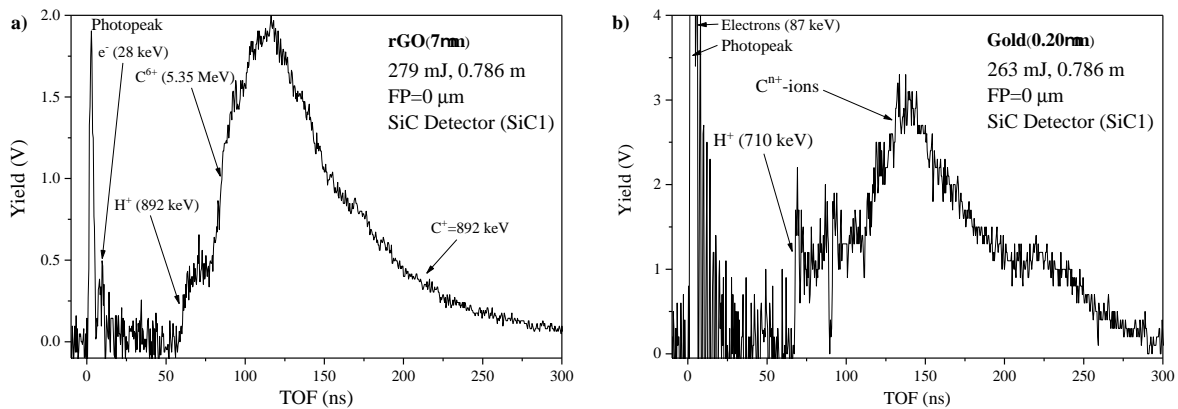 a)
2.0
1.5
1.0
0.5
0.0
Yield (V)
0
50
100
150
200
250
300
TOF (ns)
Photopeak
e⁻ (28 keV)
C⁶⁺ (5.35 MeV)
H⁺ (892 keV)
C⁺=892 keV
rGO(7mm)
279 mJ, 0.786 m
FP=0 μm
SiC Detector (SiC1)
b)
4
3
2
1
0
Yield (V)
0
50
100
150
200
250
300
TOF (ns)
Electrons (87 keV)
Photopeak
Cⁿ⁺-ions
H⁺ (710 keV)
Gold(0.20mm)
263 mJ, 0.786 m
FP=0 μm
SiC Detector (SiC1)